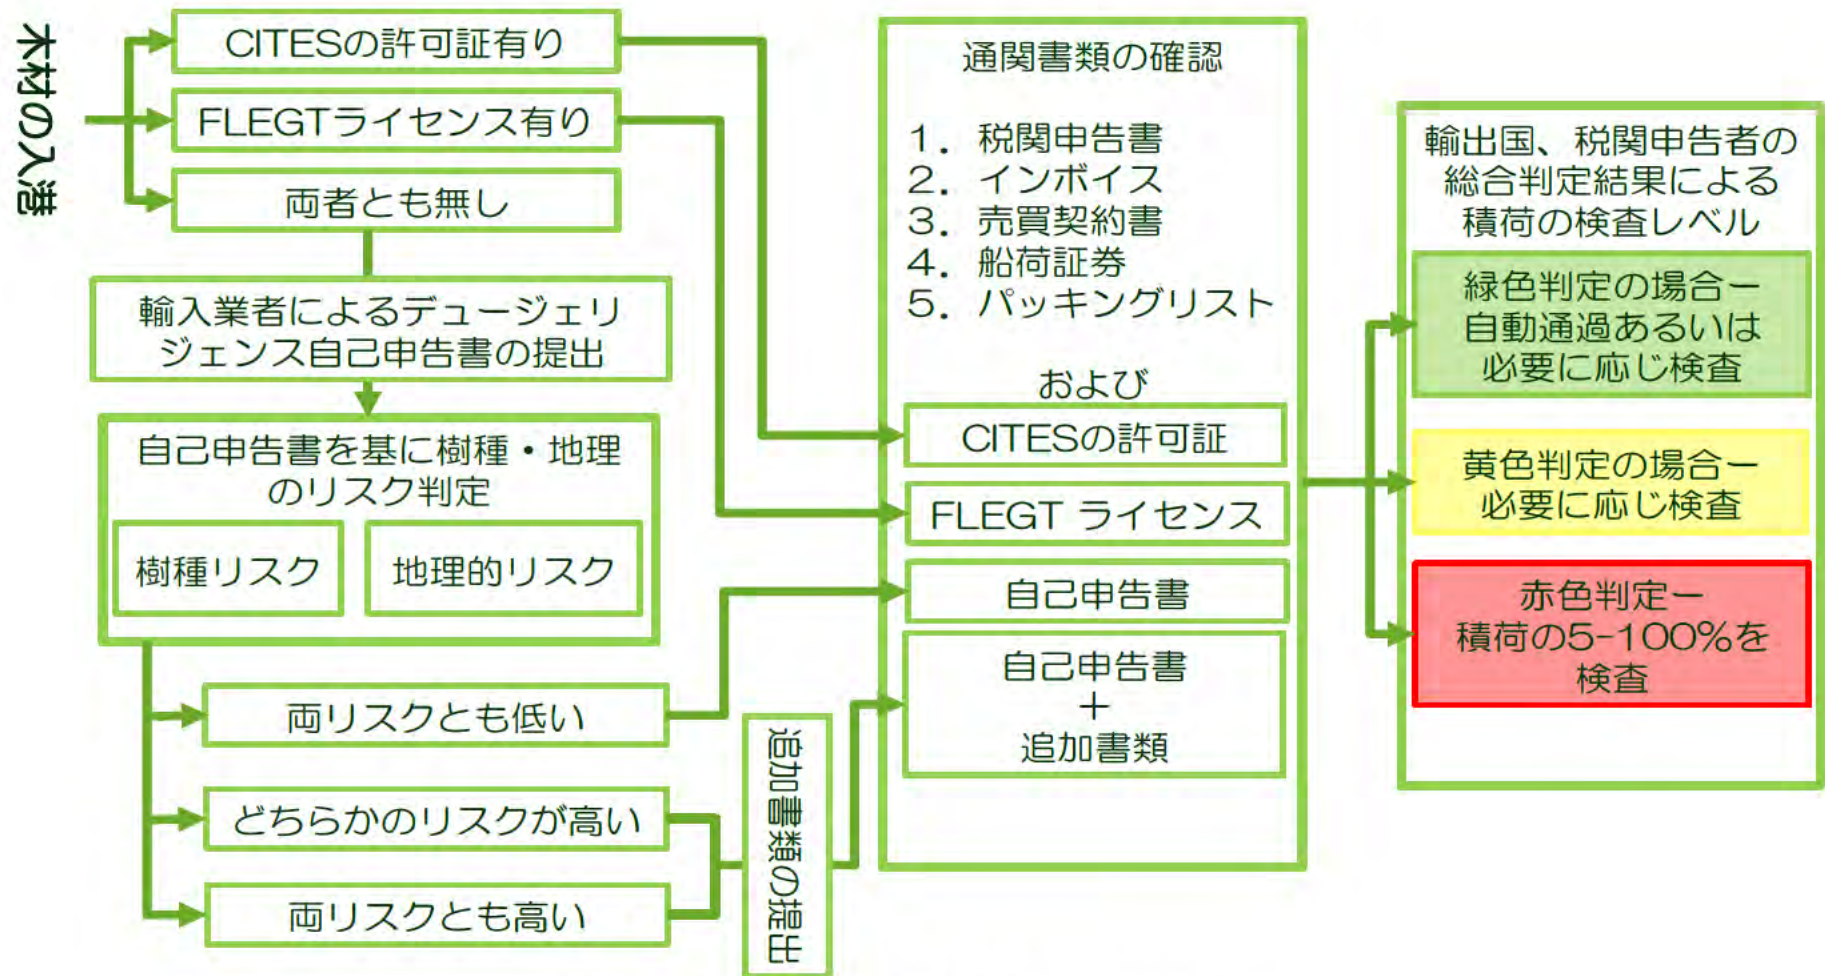 木材の入港
CITESの許可証有り
FLEGTライセンス有り
両者とも無し
輸入業者によるデュージェリ
ジェンス自己申告書の提出
自己申告書を基に樹種・地理
のリスク判定
樹種リスク
地理的リスク
両リスクとも低い
どちらかのリスクが高い
両リスクとも高い
追加書類の提出
通関書類の確認
1. 税関申告書
2. インボイス
3. 売買契約書
4. 船荷証券
5. パッキングリスト
および
CITESの許可証
FLEGT ライセンス
自己申告書
自己申告書
＋
追加書類
輸出国、税関申告者の
総合判定結果による
積荷の検査レベル
緑色判定の場合ー
自動通過あるいは
必要に応じ検査
黄色判定の場合ー
必要に応じ検査
赤色判定ー
積荷の5-100%を
検査